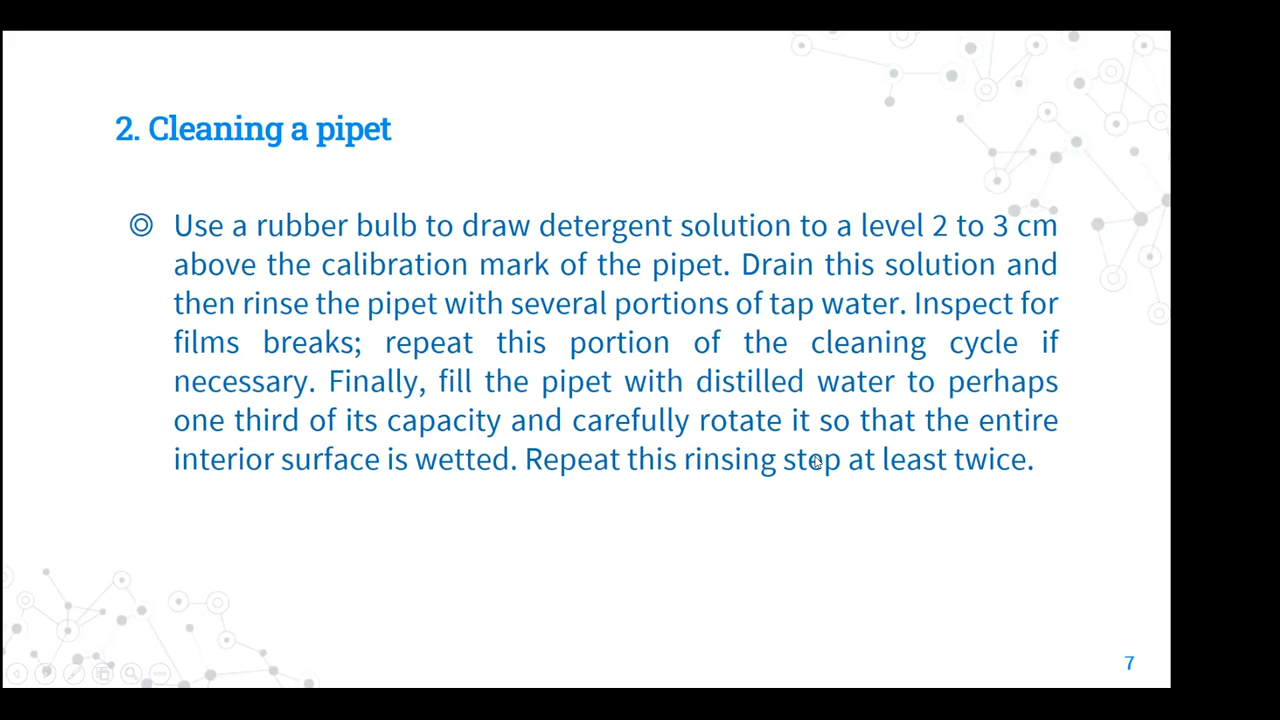 2. Cleaning a pipet
Use a rubber bulb to draw detergent solution to a level 2 to 3 cm
above the calibration mark of the pipet. Drain this solution and
then rinse the pipet with several portions of tap water. Inspect for
films breaks; repeat this portion of the cleaning cycle if
necessary. Finally, fill the pipet with distilled water to perhaps
one third of its capacity and carefully rotate it so that the entire
interior surface is wetted. Repeat this rinsing step at least twice.
7